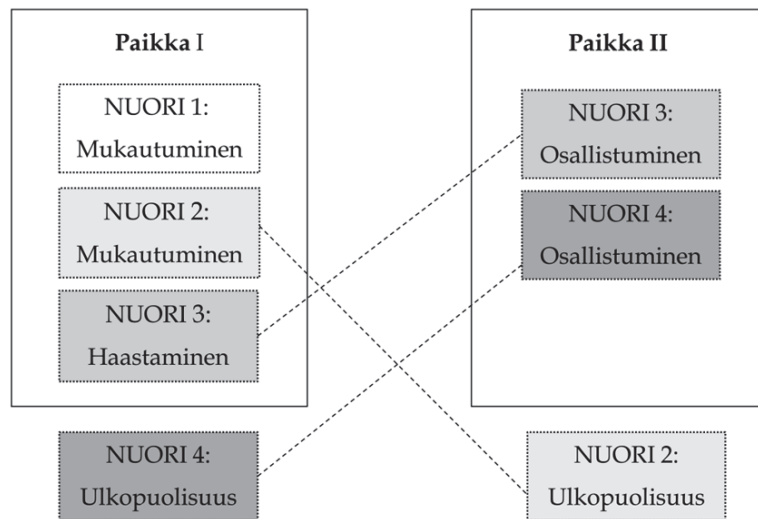 Paikka I
NUORI 1:
Mukautuminen
NUORI 2:
Mukautuminen
NUORI 3:
Haastaminen
NUORI 4:
Ulkopuolisuus
Paikka II
NUORI 3:
Osallistuminen
NUORI 4:
Osallistuminen
NUORI 2:
Ulkopuolisuus